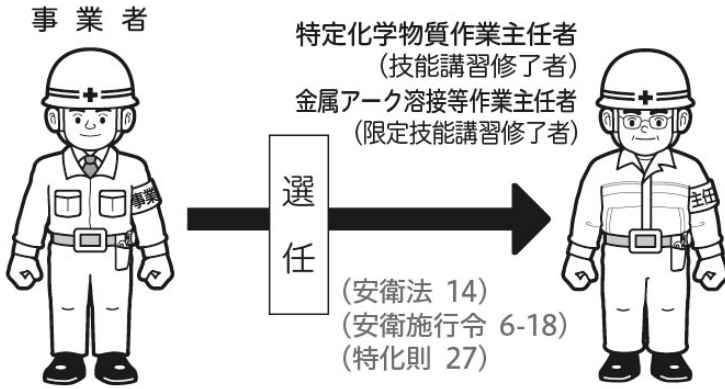 事業者
特定化学物質作業主任者
(技能講習修了者)
金属アーク溶接等作業主任者
(限定技能講習修了者)
事業
選任
主任
(安衛法 14)
(安衛施行令 6-18)
(特化則 27)